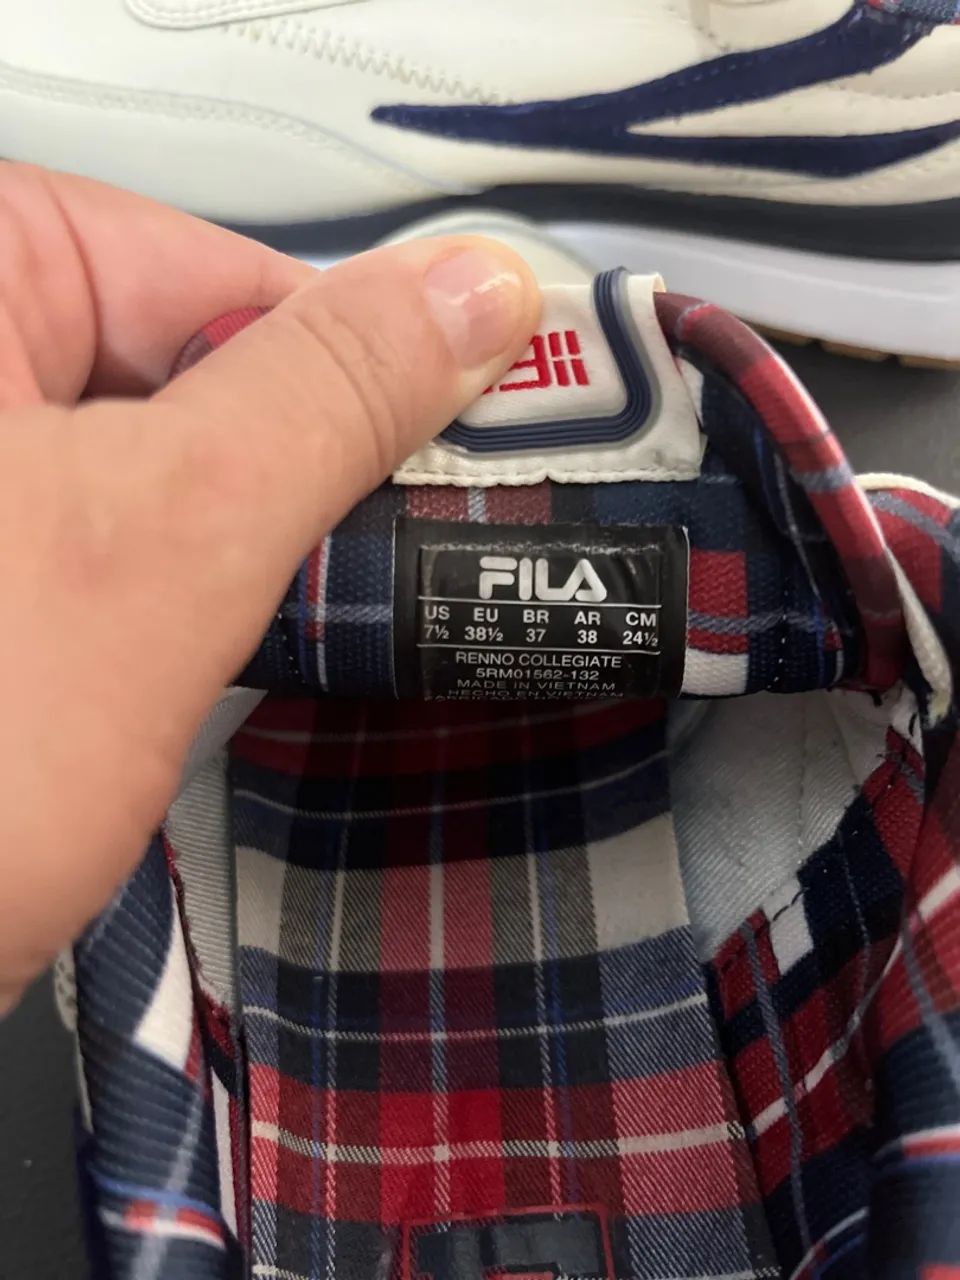 FILA
US EU BR AR CM
7½ 38½ 37 38 24½
RENNO COLLEGIATE
5RM01562-132
MADE IN VIETNAM
HECHO EN VIETNAM